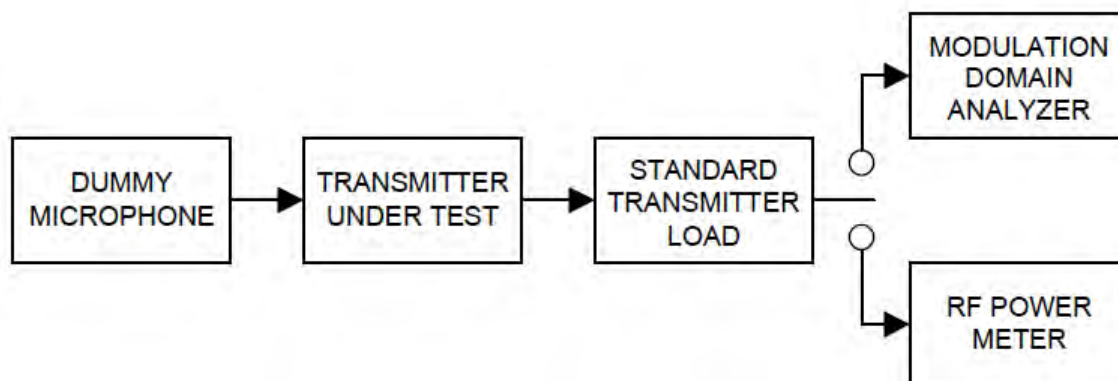 DUMMY
MICROPHONE
TRANSMITTER
UNDER TEST
STANDARD
TRANSMITTER
LOAD
MODULATION
DOMAIN
ANALYZER
RF POWER
METER